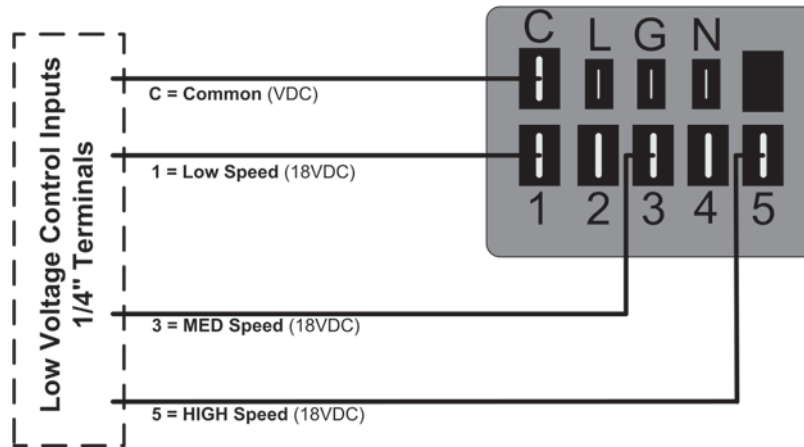 C L G N
C = Common (VDC)
1 = Low Speed (18VDC)
1 2 3 4 5
Low Voltage Control Inputs
1/4" Terminals
3 = MED Speed (18VDC)
5 = HIGH Speed (18VDC)